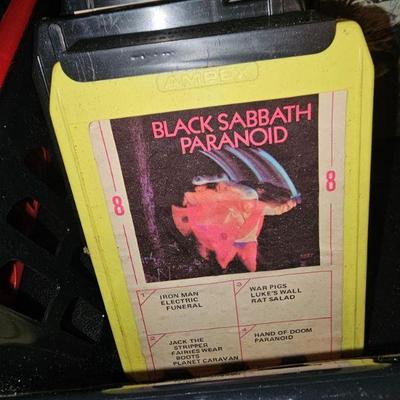 AMPEX
BLACK SABBATH
PARANOID
8
8
1
IRON MAN
ELECTRIC
FUNERAL
3
WAR PIGS
LUKE'S WALL
RAT SALAD
2
JACK THE
STRIPPER
FAIRIES WEAR
BOOTS
PLANET CARAVAN
4
HAND OF DOOM
PARANOID